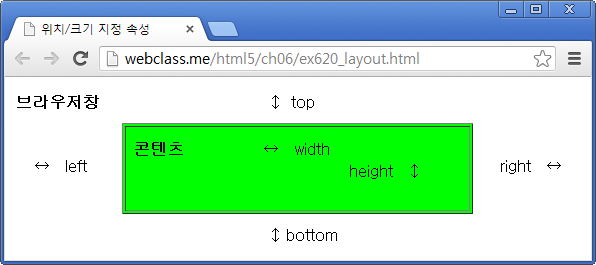 위치/크기 지정 속성
webclass.me/html5/ch06/ex620_layout.html
브라우저창 ↕ top
콘텐츠 ↔ width
↔ left
height ↕
right ↔
↕ bottom